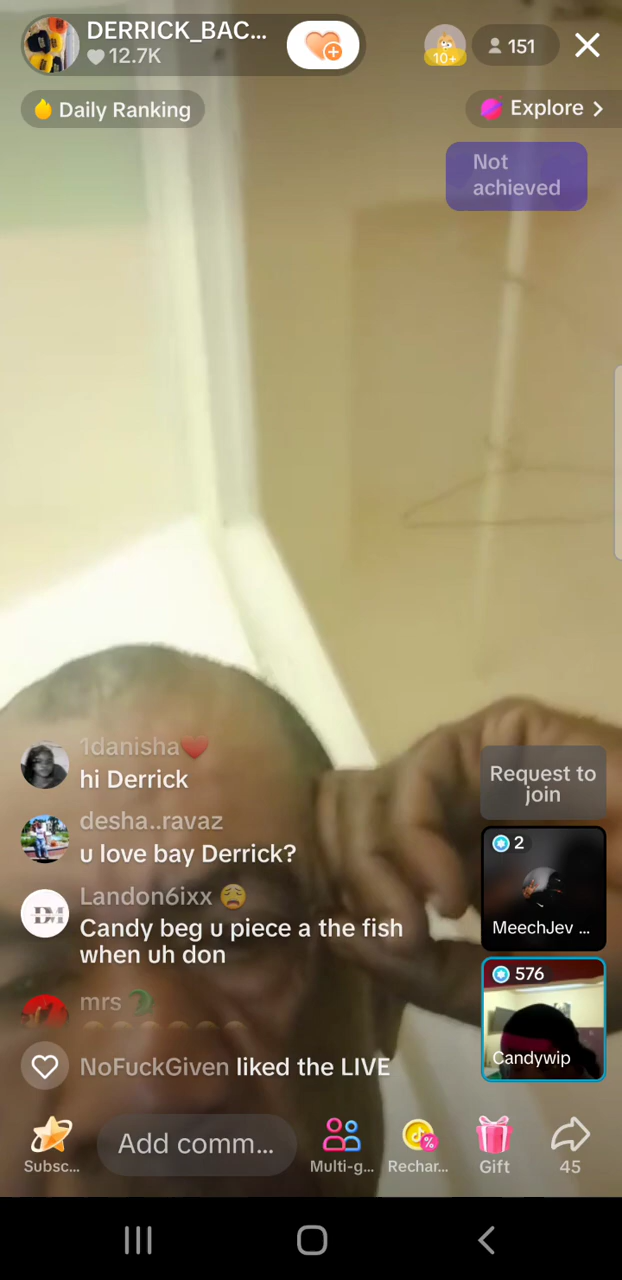 DERRICK_BAC...
12.7K
10+
151
Daily Ranking
Explore
Not
achieved
1danisha❤️
hi Derrick
desha..ravaz
u love bay Derrick?
Landon6ixx 😩
Candy beg u piece a the fish
when uh don
mrs
NoFuckGiven liked the LIVE
Request to
join
2
MeechJev ...
576
Candywip
Subsc...
Add comm...
Multi-g...
Rechar...
Gift
45